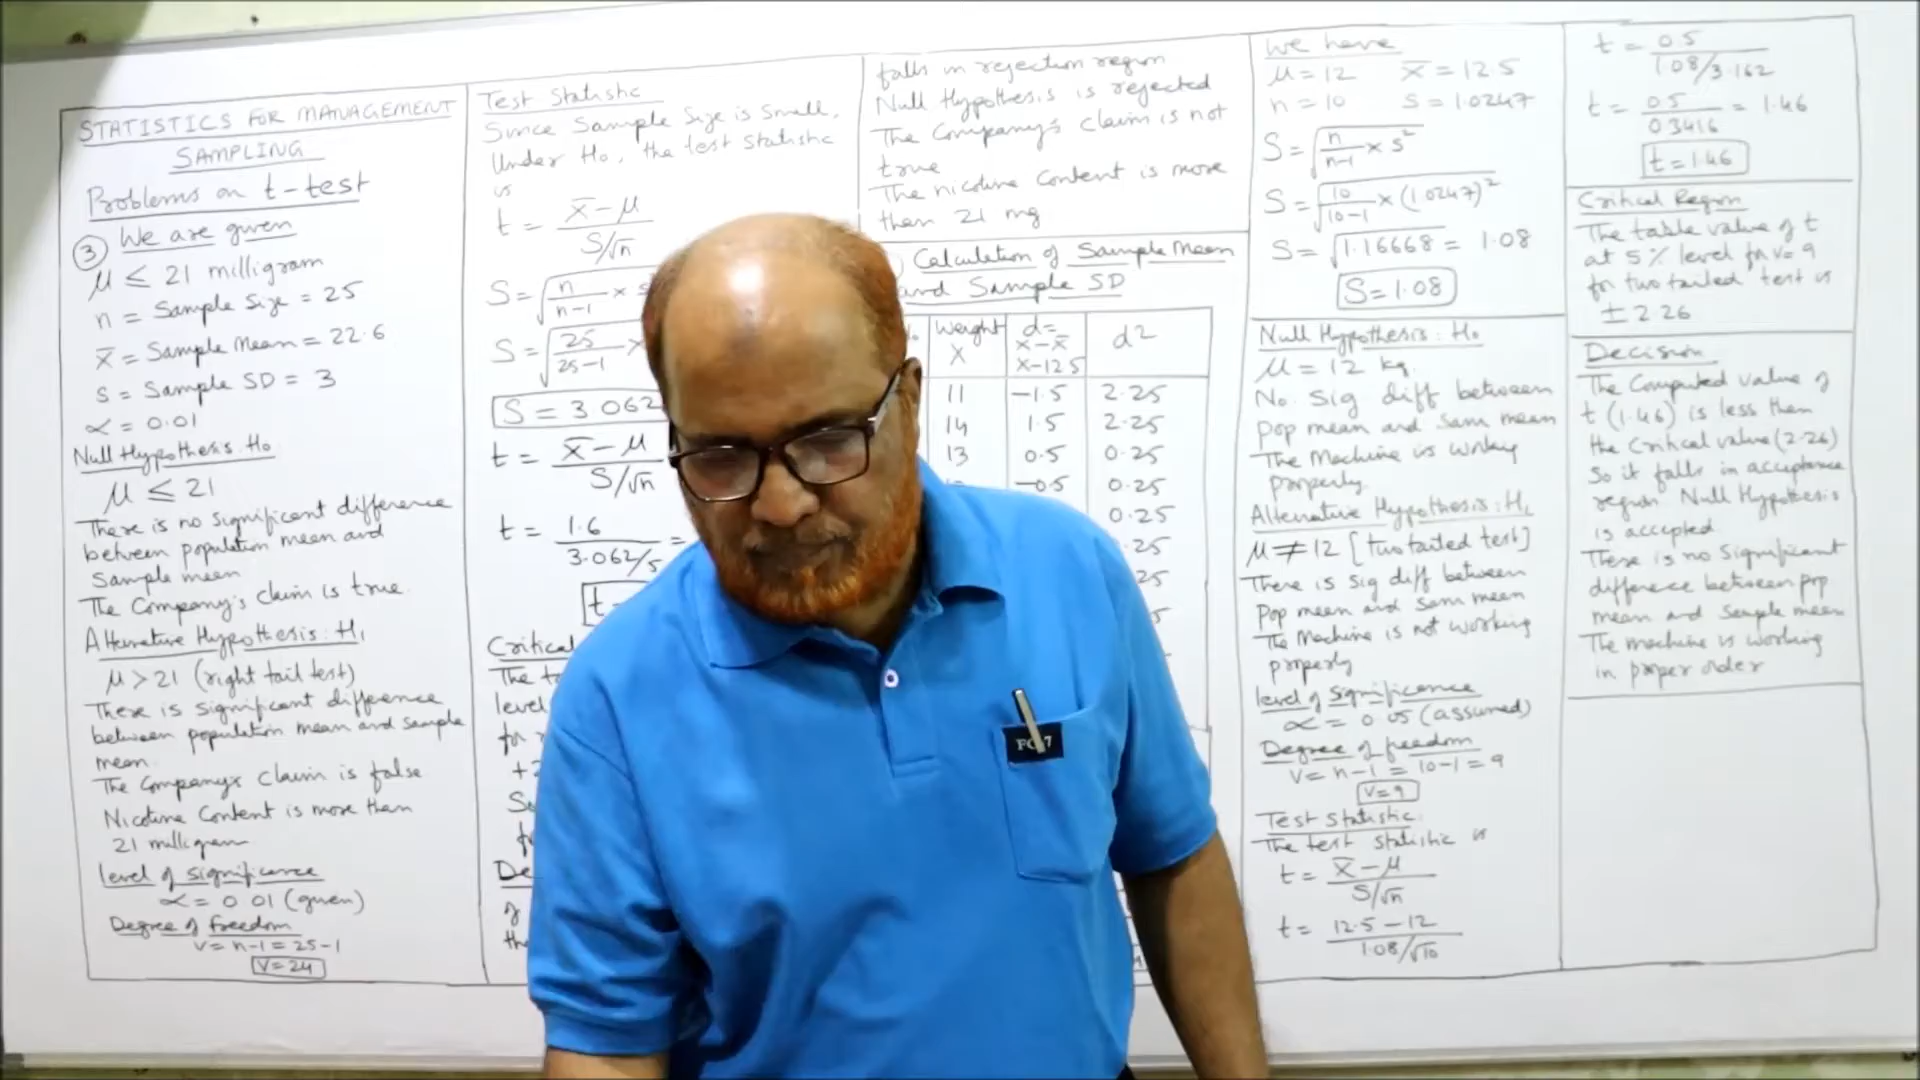 STATISTICS FOR MANAGEMENT
SAMPLING
Problems on t-test
③ We are given
μ ≤ 21 milligram
n = Sample Size = 25
x̄ = Sample Mean = 22.6
s = Sample SD = 3
α = 0.01
Null Hypothesis: H₀
μ ≤ 21
There is no significant difference
between population mean and
Sample mean
The Company's claim is true.
Alternative Hypothesis: H₁
μ > 21 (right tail test)
There is significant difference
between population mean and sample
mean.
The Company's Claim is false
Nicotine Content is more than
21 milligram
level of significance
α = 0.01 (given)
Degree of freedom
v = n-1 = 25-1
v = 24
Test Statistic
Since Sample Size is Small,
Under H₀, the test statistic
is
t = x̄-μ / S/√n
S = √ n/n-1 × s
S = √ 25/25-1 ×
S = 3.062
t = x̄-μ / S/√n
t = 1.6 / 3.062/5 =
t
Critical
The
level
for
+
So
of
the
falls in rejection region
Null Hypothesis is rejected
The Company's claim is not
true
The nicotine Content is more
than 21 mg
Calculation of Sample Mean
and Sample SD
Weight X d = x-x̄ x-12.5 d2
11 -1.5 2.25
14 1.5 2.25
13 0.5 0.25
-0.5 0.25
0.25
.25
25
5
We have
μ = 12 x̄ = 12.5
n = 10 s = 1.0247
S = √ n/n-1 × s²
S = √ 10/10-1 × (1.0247)²
S = √1.16668 = 1.08
S = 1.08
Null Hypothesis: H₀
μ = 12 kg.
No. Sig diff between
pop mean and sam mean
The Machine is working
properly.
Alternative Hypothesis: H₁
μ ≠ 12 [two tailed test]
There is sig diff between
pop mean and sam mean
The Machine is not working
properly
level of significance
α = 0.05 (assumed)
Degree of freedom
v = n-1 = 10-1 = 9
v = 9
Test Statistic.
The test statistic is
t = x̄-μ / S/√n
t = 12.5-12 / 1.08/√10
t = 0.5 / 1.08/3.162
t = 0.5 / 0.3416 = 1.46
t = 1.46
Critical Region
The table value of t
at 5% level for v=9
for two tailed test is
± 2.26
Decision
The Computed value of
t (1.46) is less than
the critical value (2.26)
So it falls in acceptance
region Null Hypothesis
is accepted
There is no significant
difference between pop
mean and sample mean
The machine is working
in proper order